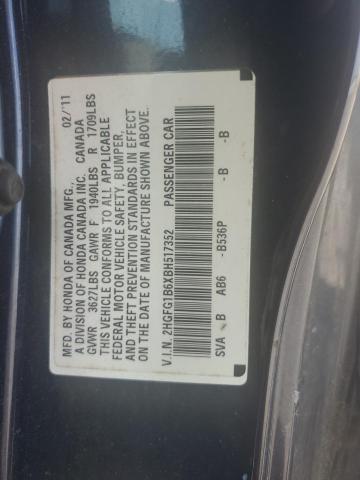 MFD. BY HONDA OF CANADA MFG., 02/11
A DIVISION OF HONDA CANADA INC. CANADA
GVWR 3627LBS GAWR F 1940LBS R 1709LBS
THIS VEHICLE CONFORMS TO ALL APPLICABLE
FEDERAL MOTOR VEHICLE SAFETY, BUMPER,
AND THEFT PREVENTION STANDARDS IN EFFECT
ON THE DATE OF MANUFACTURE SHOWN ABOVE.
V.I.N. 2HGFG1B6XBH517352 PASSENGER CAR
SVA B AB6 -B536P -B -B